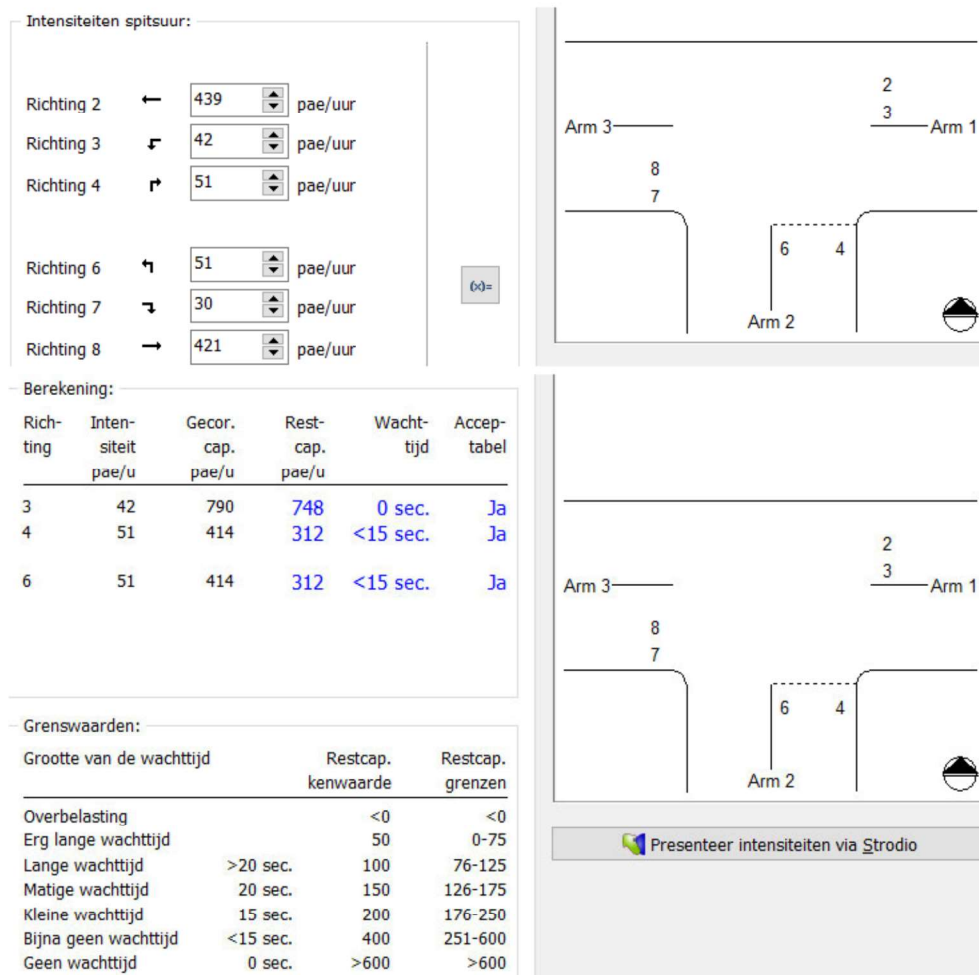 Intensiteiten spitsuur:
Richting 2 ← 439 pae/uur
Richting 3 42 pae/uur
Richting 4 51 pae/uur
Richting 6 51 pae/uur
Richting 7 30 pae/uur
Richting 8 → 421 pae/uur
(x)=
2
3
Arm 3
Arm 1
8
7
6 4
Arm 2
Berekening:
Rich- Inten- Gecor. Rest- Wacht- Accep-
ting siteit cap. cap. tijd tabel
pae/u pae/u pae/u
3 42 790 748 0 sec. Ja
4 51 414 312 <15 sec. Ja
6 51 414 312 <15 sec. Ja
Grenswaarden:
Grootte van de wachttijd Restcap. Restcap.
kenwaarde grenzen
Overbelasting <0 <0
Erg lange wachttijd 50 0-75
Lange wachttijd >20 sec. 100 76-125
Matige wachttijd 20 sec. 150 126-175
Kleine wachttijd 15 sec. 200 176-250
Bijna geen wachttijd <15 sec. 400 251-600
Geen wachttijd 0 sec. >600 >600
2
3
Arm 3
Arm 1
8
7
6 4
Arm 2
Presenteer intensiteiten via Strodio